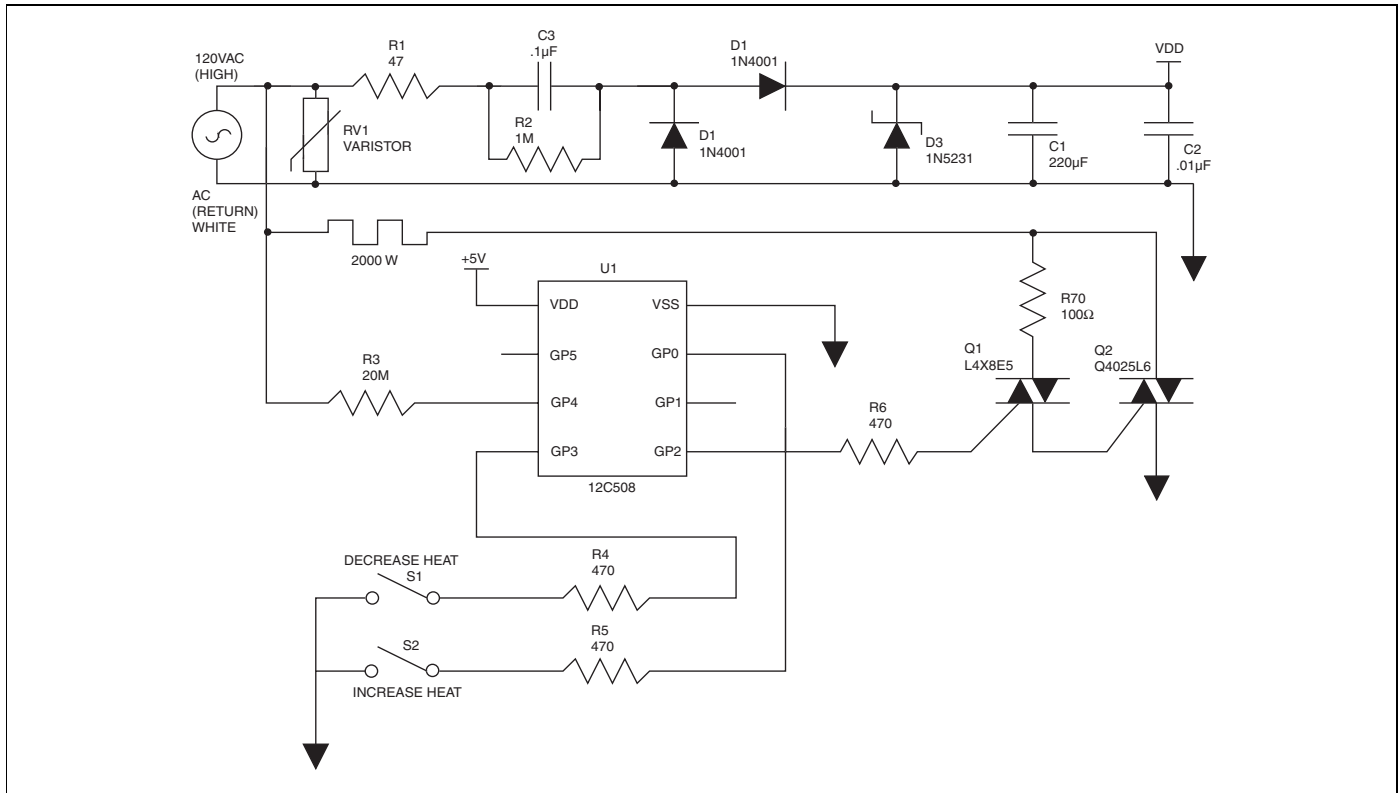 120VAC
(HIGH)
R1
47
C3
.1µF
D1
1N4001
VDD
RV1
VARISTOR
R2
1M
D1
1N4001
D3
1N5231
C1
220µF
C2
.01µF
AC
(RETURN)
WHITE
2000 W
+5V
U1
VDD
VSS
R70
100Ω
GP5
GP0
Q1
L4X8E5
Q2
Q4025L6
R3
20M
GP4
GP1
R6
470
GP3
GP2
12C508
DECREASE HEAT
S1
R4
470
S2
R5
470
INCREASE HEAT